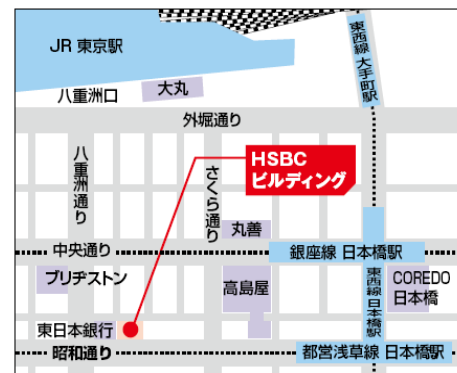 JR 東京駅
東西線 大手町駅
大丸
八重洲口
外堀通り
八重洲通り
さくら通り
HSBC
ビルディング
丸善
中央通り
銀座線 日本橋駅
ブリヂストン
高島屋
東西線 日本橋駅
COREDO
日本橋
東日本銀行
昭和通り
都営浅草線 日本橋駅